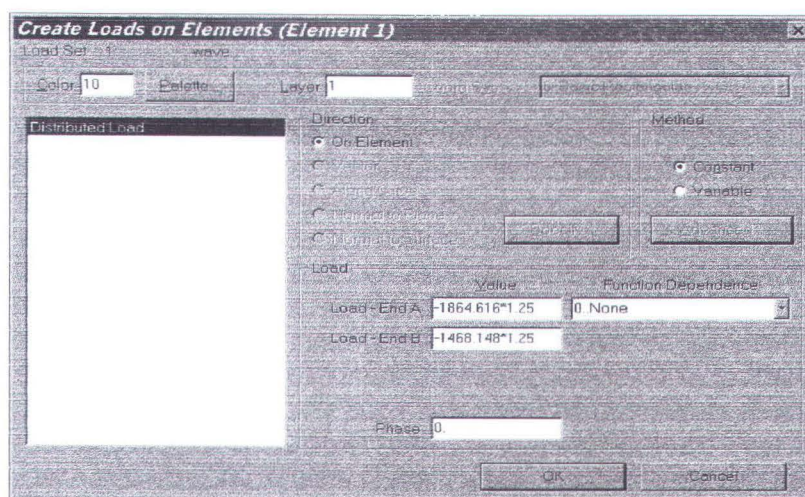 Create Loads on Elements (Element 1)
Load Set 1 wave
Color 10 Palette... Layer 1
Distributed Load
Direction
On Element
Method
Constant
Variable
Load
Value Function Dependence
Load - End A -1864.616*1.25 0..None
Load - End B -1468.148*1.25
Phase 0.
OK Cancel